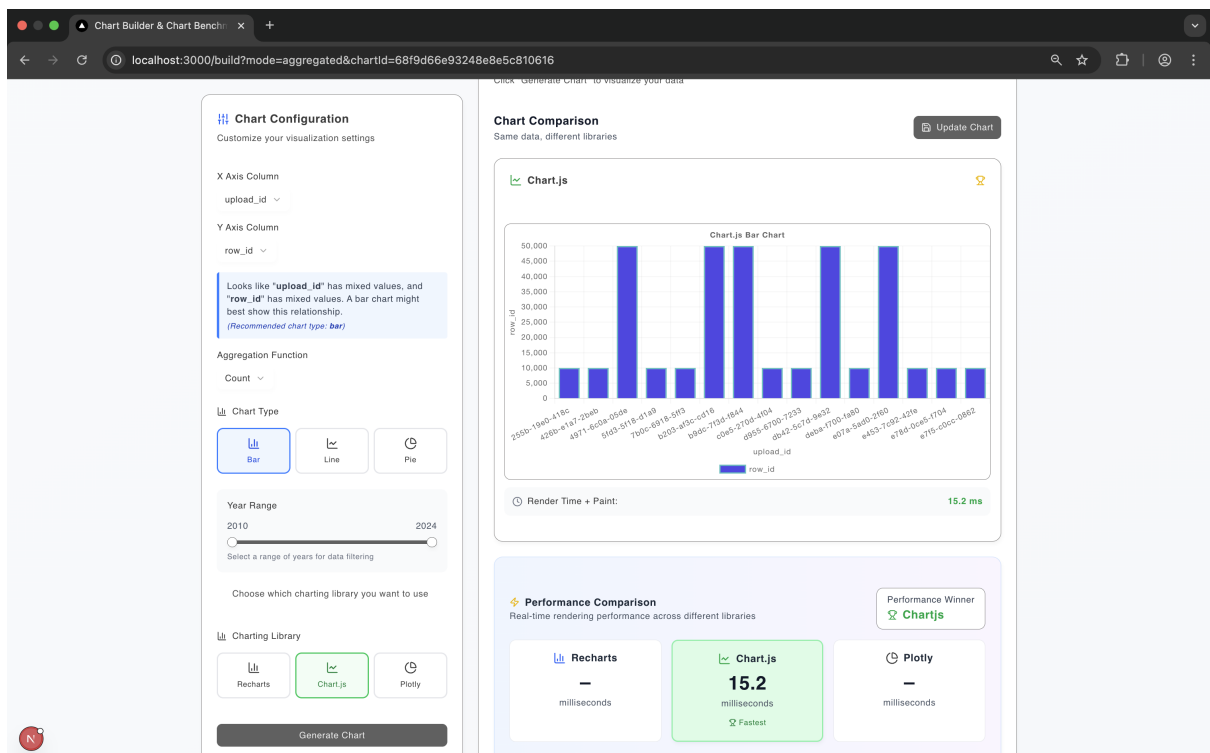 Chart Builder & Chart Benchm
localhost:3000/build?mode=aggregated&chartId=68f9d66e93248e8e5c810616
Chart Configuration
Customize your visualization settings
X Axis Column
upload_id
Y Axis Column
row_id
Looks like "upload_id" has mixed values, and
"row_id" has mixed values. A bar chart might
best show this relationship.
(Recommended chart type: bar)
Aggregation Function
Count
Chart Type
Bar
Line
Pie
Year Range
2010
2024
Select a range of years for data filtering
Choose which charting library you want to use
Charting Library
Recharts
Chart.js
Plotly
Generate Chart
N
Click "Generate Chart" to visualize your data
Chart Comparison
Same data, different libraries
Update Chart
Chart.js
Chart.js Bar Chart
50,000
45,000
40,000
35,000
30,000
25,000
20,000
15,000
10,000
5,000
0
row_id
255b-19e0-418c
426b-e1a7-2beb
4971-6c0a-05de
5fd3-5f18-d1a9
7b0c-6918-5ff3
b203-af3c-cd16
b9dc-7f3d-f844
c0e5-270d-4f04
d955-6700-7233
db42-5c7d-9e32
deba-f700-fa80
e07a-5ad0-2f60
e453-7c92-42fe
e78d-0ce5-f704
e7f5-c0cc-0862
upload_id
row_id
Render Time + Paint:
15.2 ms
Performance Comparison
Real-time rendering performance across different libraries
Performance Winner
Chartjs
Recharts
–
milliseconds
Chart.js
15.2
milliseconds
Fastest
Plotly
–
milliseconds